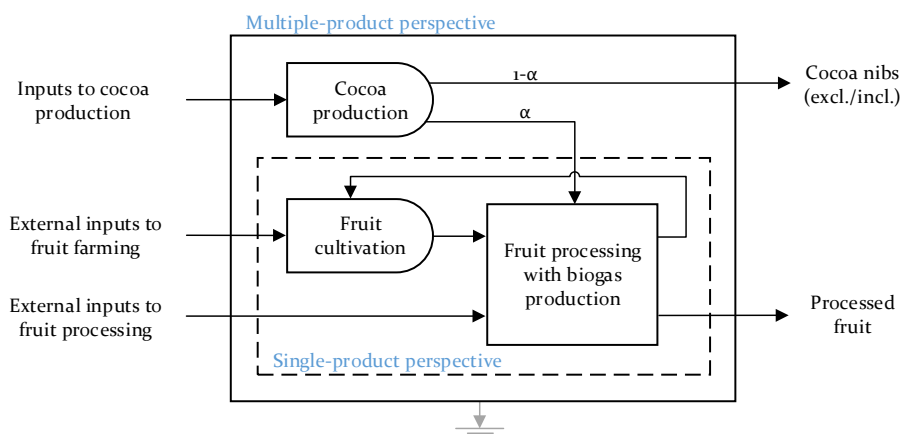 Multiple-product perspective
Inputs to cocoa
production
Cocoa
production
1-α
α
Cocoa nibs
(excl./incl.)
External inputs to
fruit farming
Fruit
cultivation
Fruit processing
with biogas
production
External inputs to
fruit processing
Processed
fruit
Single-product perspective